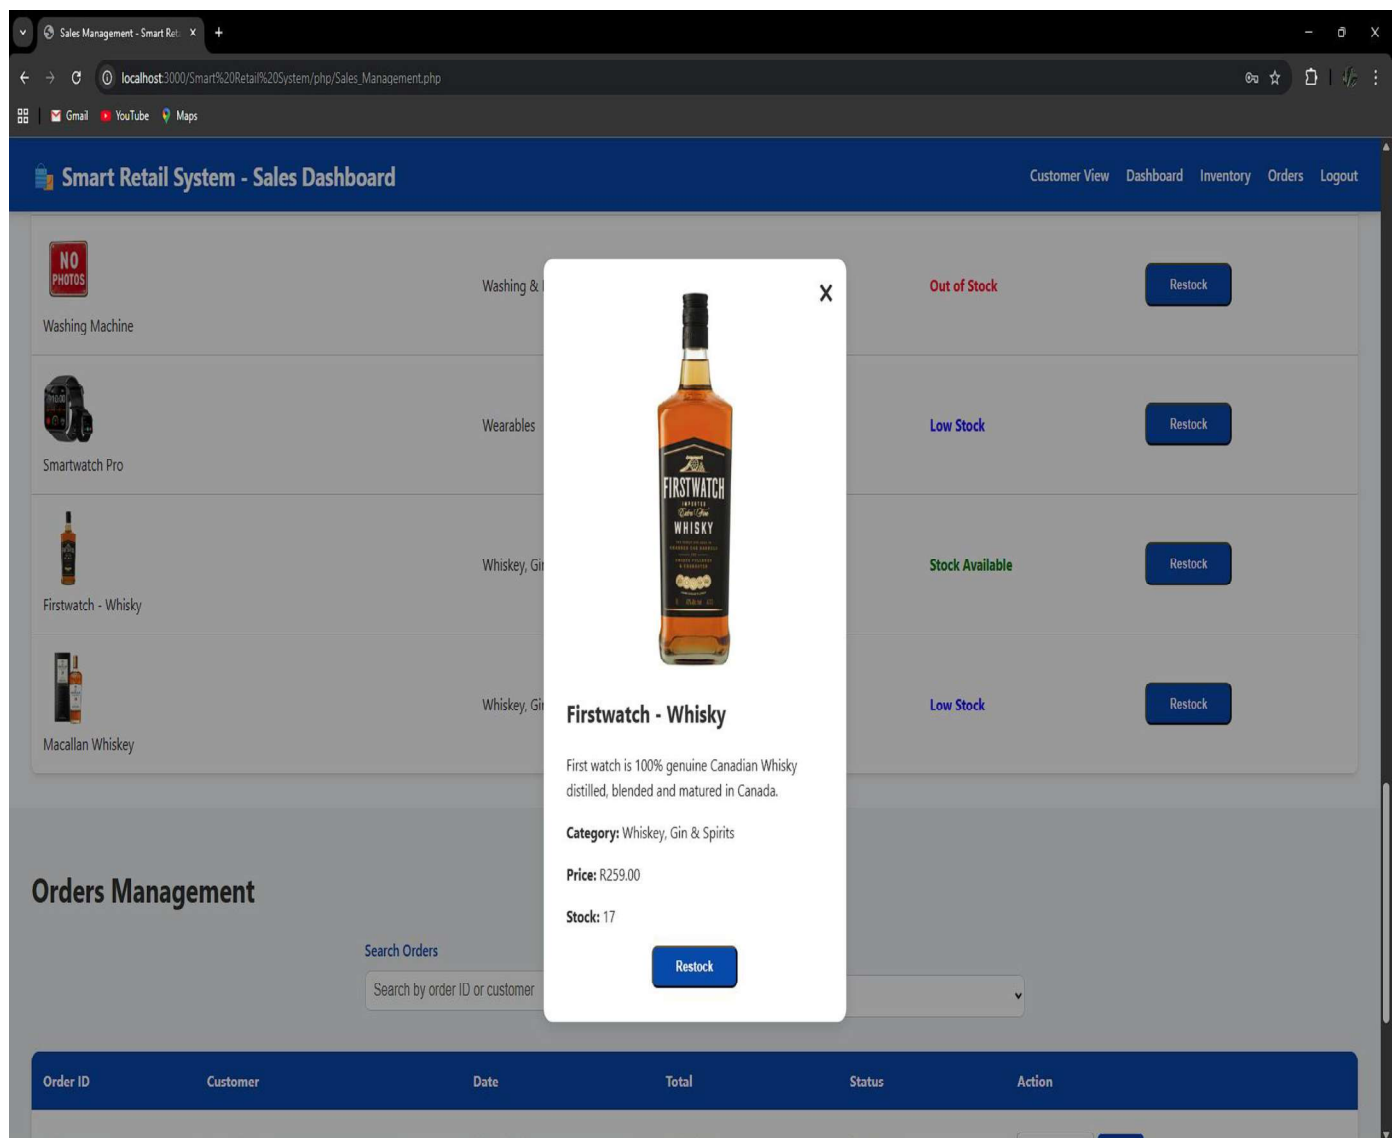 Sales Management - Smart Ret
localhost:3000/Smart%20Retail%20System/php/Sales_Management.php
Gmail YouTube Maps
Smart Retail System - Sales Dashboard
Customer View Dashboard Inventory Orders Logout
NO
PHOTOS
Washing Machine
Washing &
Out of Stock
Restock
Smartwatch Pro
Wearables
Low Stock
Restock
Firstwatch - Whisky
Whiskey, Gin
Stock Available
Restock
Macallan Whiskey
Whiskey, Gin
Low Stock
Restock
X
FIRSTWATCH
IMPORTED
Extra Fine
WHISKY
Firstwatch - Whisky
First watch is 100% genuine Canadian Whisky
distilled, blended and matured in Canada.
Category: Whiskey, Gin & Spirits
Price: R259.00
Stock: 17
Restock
Orders Management
Search Orders
Search by order ID or customer
Order ID Customer Date Total Status Action